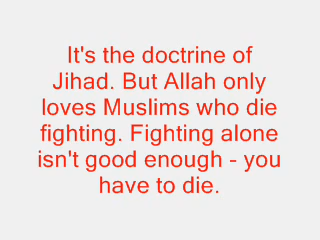 It's the doctrine of
Jihad. But Allah only
loves Muslims who die
fighting. Fighting alone
isn't good enough - you
have to die.